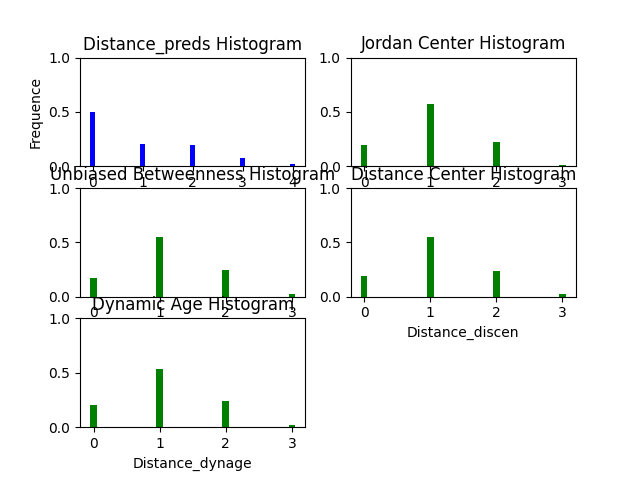 Distance_preds Histogram
Frequence
1.0
0.5
0.0
0 1 2 3 4
Jordan Center Histogram
1.0
0.5
0.0
0 1 2 3
Unbiased Betweenness Histogram
1.0
0.5
0.0
0 1 2 3
Distance Center Histogram
1.0
0.5
0.0
0 1 2 3
Distance_discen
Dynamic Age Histogram
1.0
0.5
0.0
0 1 2 3
Distance_dynage